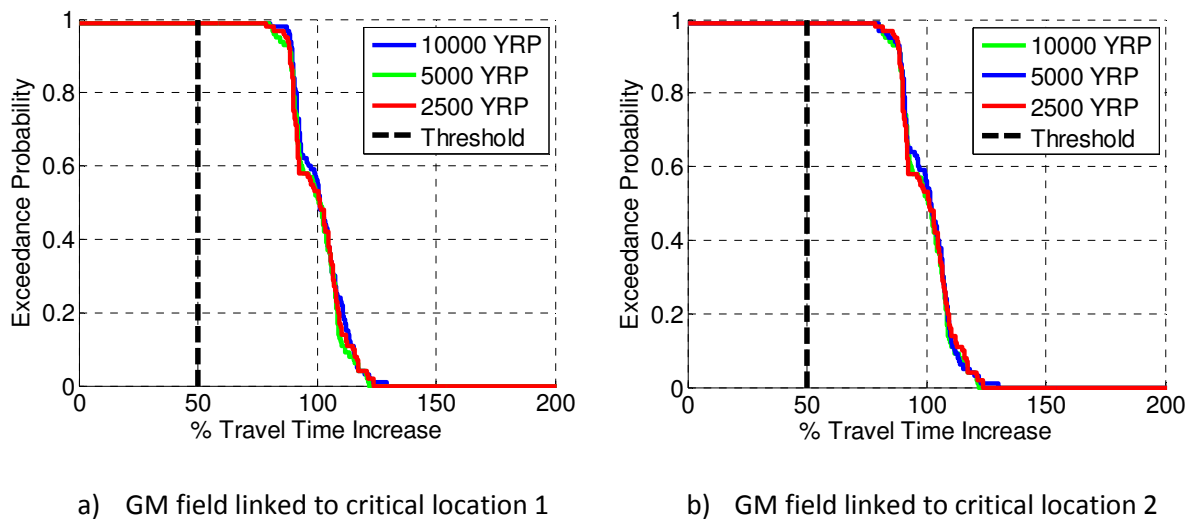 1
0.8
0.6
0.4
0.2
0
Exceedance Probability
0 50 100 150 200
% Travel Time Increase
10000 YRP
5000 YRP
2500 YRP
Threshold
a) GM field linked to critical location 1
1
0.8
0.6
0.4
0.2
0
Exceedance Probability
0 50 100 150 200
% Travel Time Increase
10000 YRP
5000 YRP
2500 YRP
Threshold
b) GM field linked to critical location 2